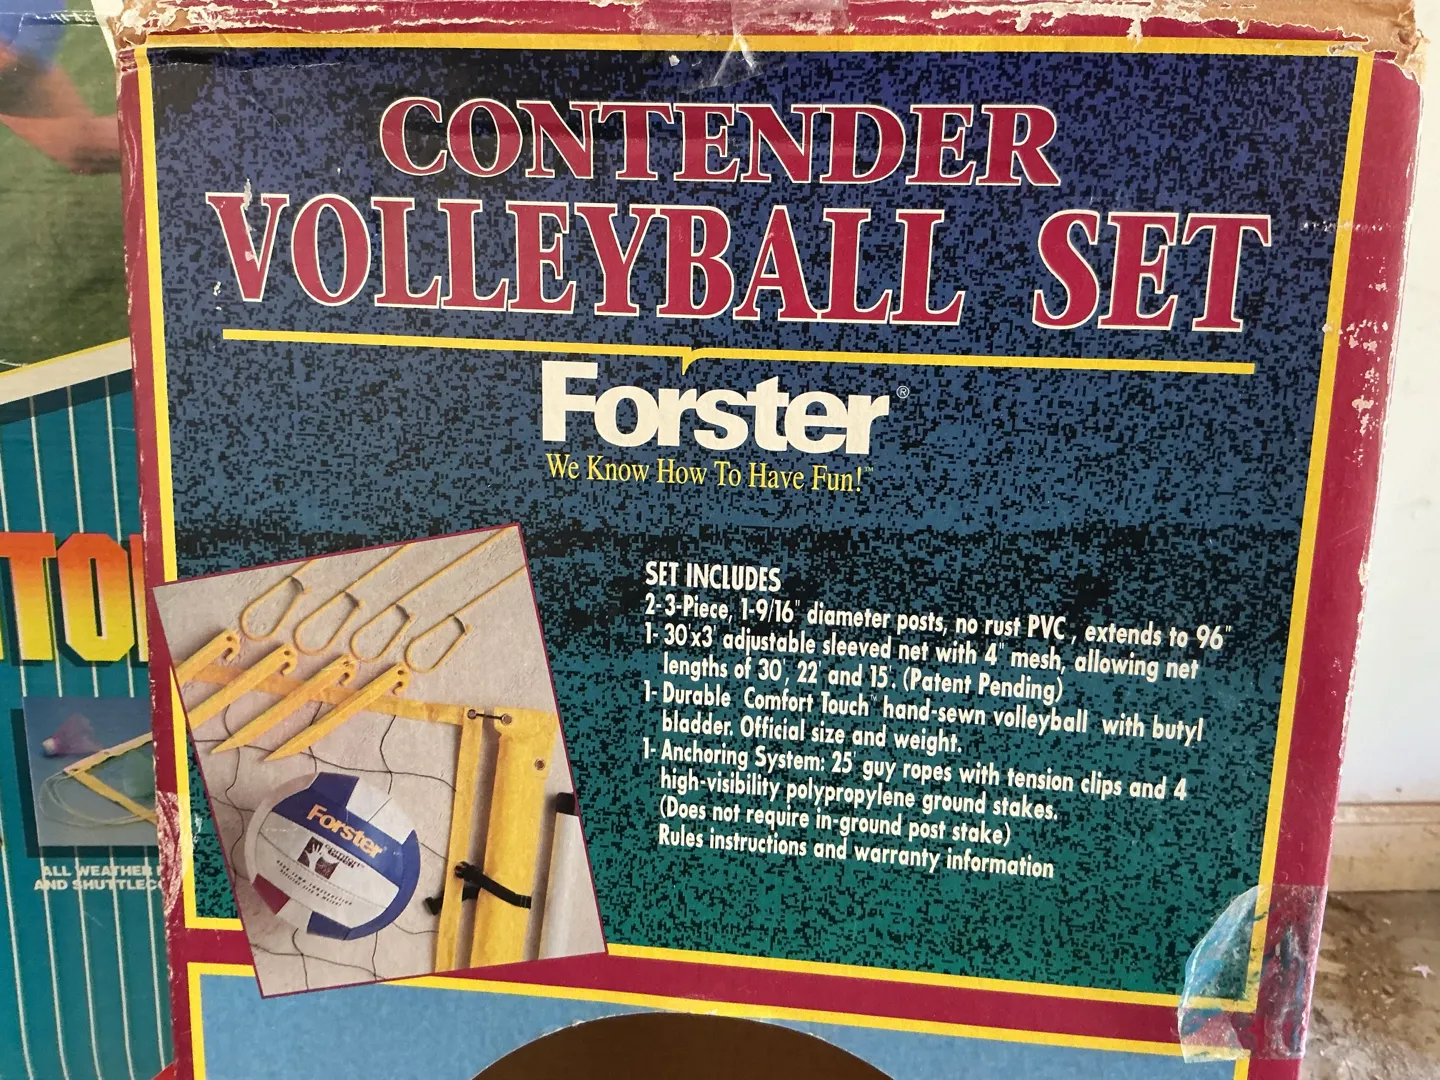 CONTENDER
VOLLEYBALL SET
Forster®
We Know How To Have Fun!™
SET INCLUDES
2- 3-Piece, 1-9/16" diameter posts, no rust PVC , extends to 96"
1- 30'x3' adjustable sleeved net with 4" mesh, allowing net
lengths of 30', 22' and 15'. (Patent Pending)
1- Durable Comfort Touch™ hand-sewn volleyball with butyl
bladder. Official size and weight.
1- Anchoring System: 25' guy ropes with tension clips and 4
high-visibility polypropylene ground stakes.
(Does not require in-ground post stake)
Rules instructions and warranty information
Forster
TO
ALL WEATHER
AND